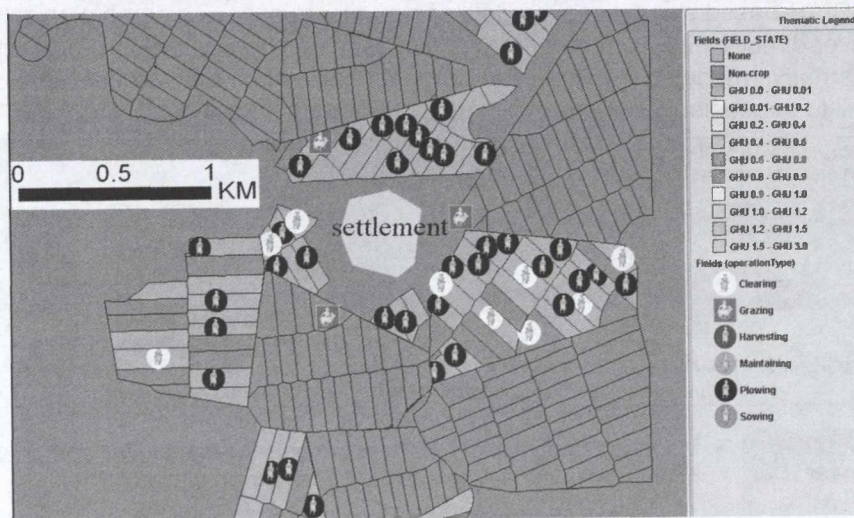 Thematic Legend
Fields (FIELD_STATE)
None
Non-crop
GHU 0.0 - GHU 0.01
GHU 0.01 - GHU 0.2
GHU 0.2 - GHU 0.4
GHU 0.4 - GHU 0.6
GHU 0.6 - GHU 0.8
GHU 0.8 - GHU 0.9
GHU 0.9 - GHU 1.0
GHU 1.0 - GHU 1.2
GHU 1.2 - GHU 1.5
GHU 1.5 - GHU 3.0
Fields (operationType)
Clearing
Grazing
Harvesting
Maintaining
Plowing
Sowing
0 0.5 1
KM
settlement